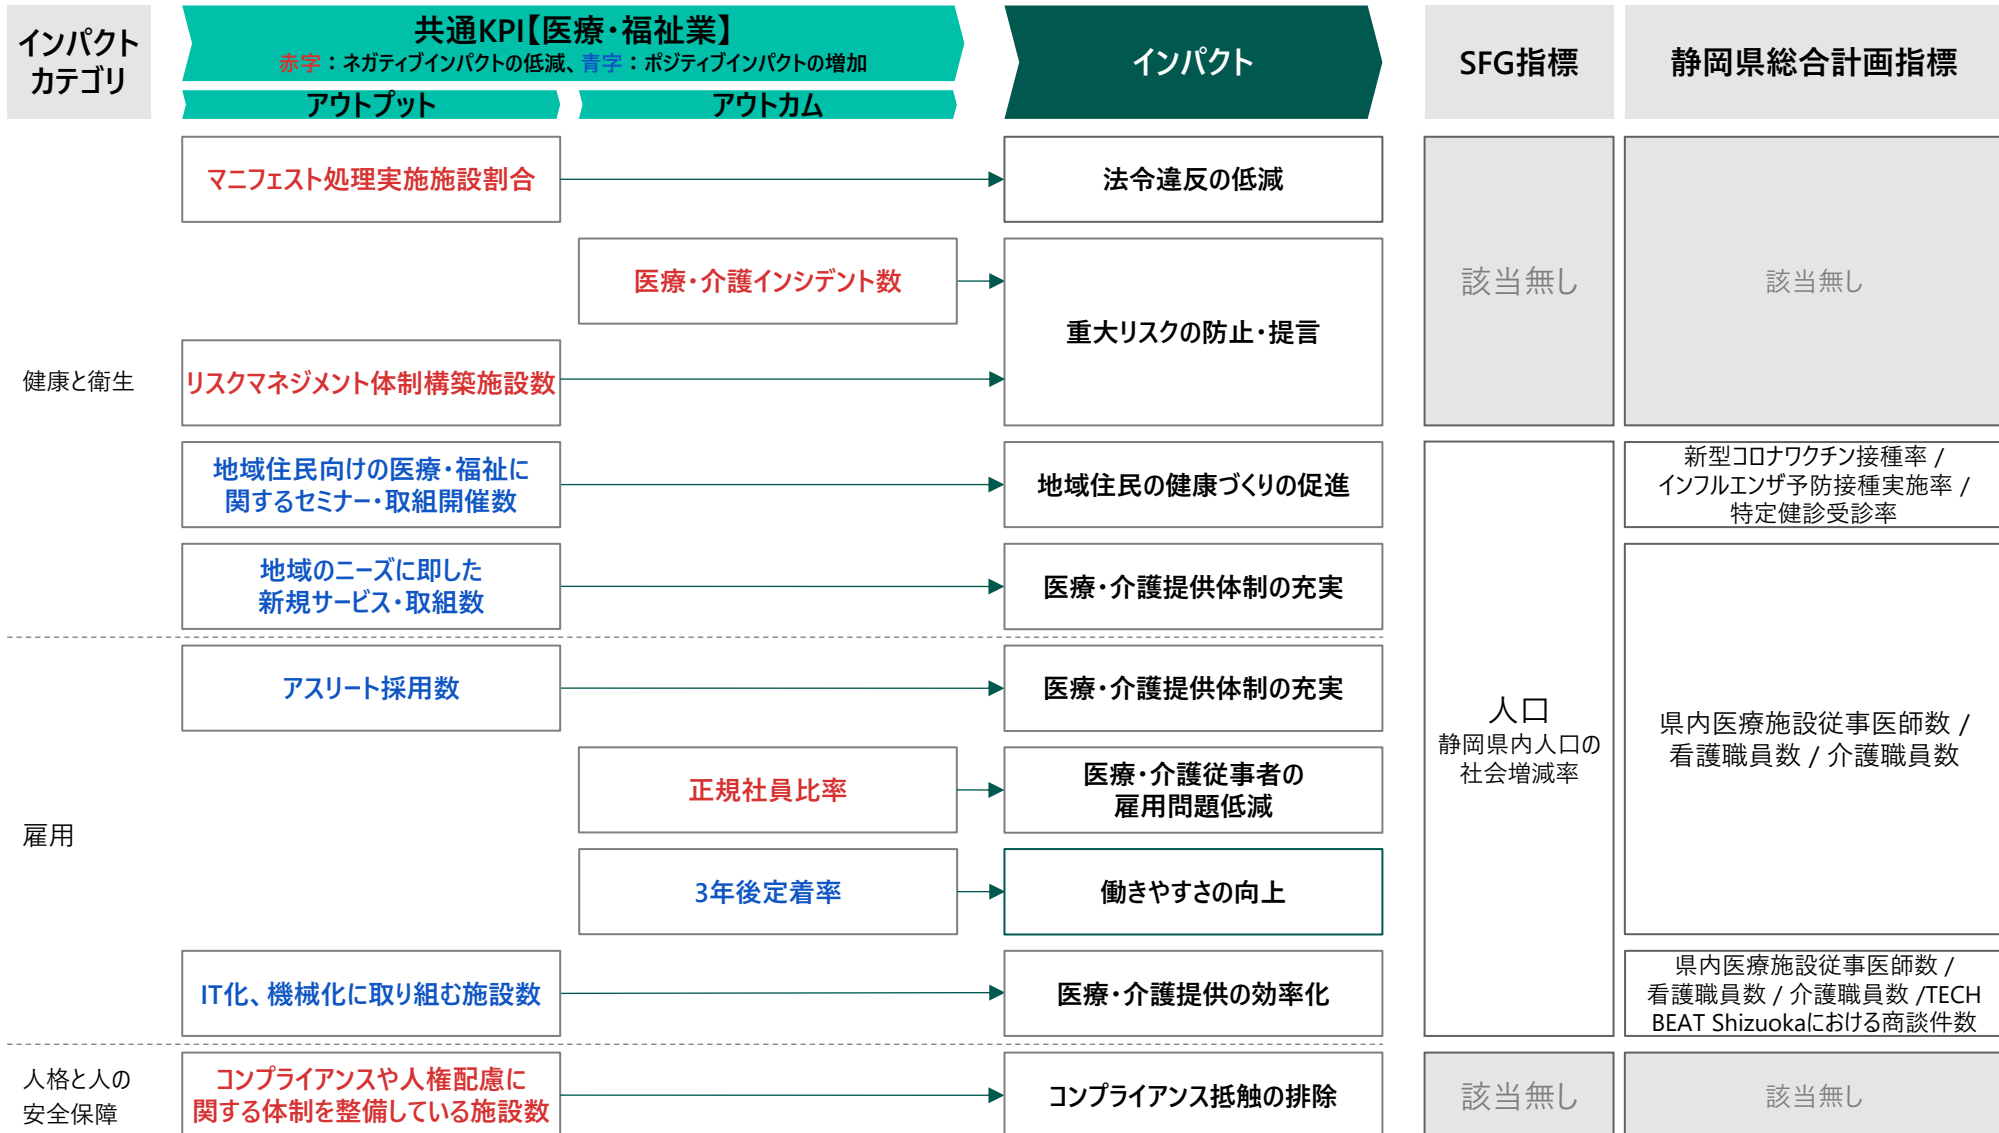 インパクト
カテゴリ
共通KPI【医療・福祉業】
赤字：ネガティブインパクトの低減、青字：ポジティブインパクトの増加
アウトプット
アウトカム
インパクト
SFG指標
静岡県総合計画指標
健康と衛生
マニフェスト処理実施施設割合
法令違反の低減
医療・介護インシデント数
リスクマネジメント体制構築施設数
重大リスクの防止・提言
該当無し
該当無し
地域住民向けの医療・福祉に
関するセミナー・取組開催数
地域住民の健康づくりの促進
新型コロナワクチン接種率 /
インフルエンザ予防接種実施率 /
特定健診受診率
地域のニーズに即した
新規サービス・取組数
医療・介護提供体制の充実
雇用
アスリート採用数
医療・介護提供体制の充実
正規社員比率
医療・介護従事者の
雇用問題低減
3年後定着率
働きやすさの向上
人口
静岡県内人口の
社会増減率
県内医療施設従事医師数 /
看護職員数 / 介護職員数
IT化、機械化に取り組む施設数
医療・介護提供の効率化
県内医療施設従事医師数 /
看護職員数 / 介護職員数 /TECH
BEAT Shizuokaにおける商談件数
人格と人の
安全保障
コンプライアンスや人権配慮に
関する体制を整備している施設数
コンプライアンス抵触の排除
該当無し
該当無し